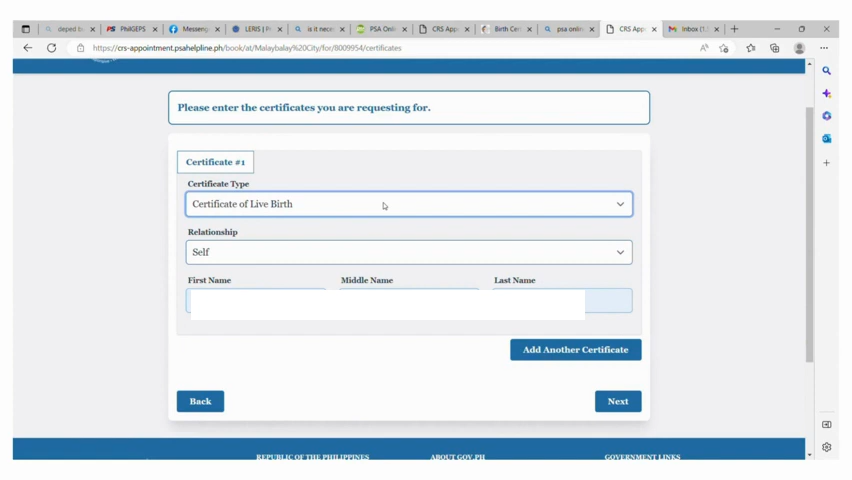 deped b
PhilGEPS
Messeng
LERIS | P
is it nece
PSA Onli
CRS App
Birth Cert
psa online
CRS App
Inbox (1,
https://crs-appointment.psahelpline.ph/book/at/Malaybalay%20City/for/8009954/certificates
Please enter the certificates you are requesting for.
Certificate #1
Certificate Type
Certificate of Live Birth
Relationship
Self
First Name Middle Name Last Name
Add Another Certificate
Back Next
REPUBLIC OF THE PHILIPPINES ABOUT GOV.PH GOVERNMENT LINKS